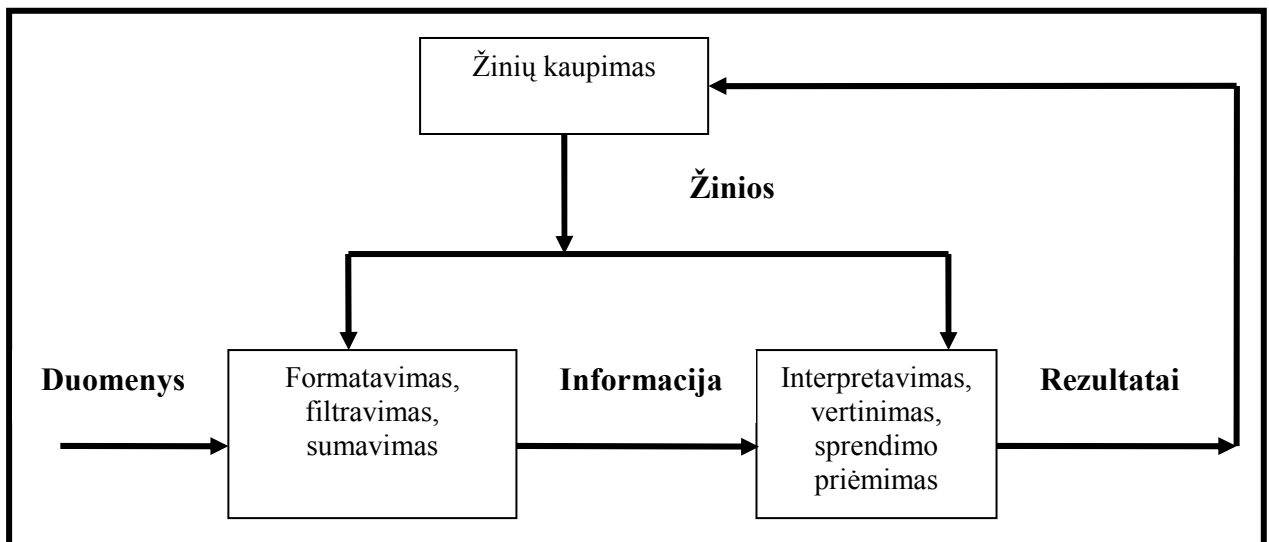 Žinių kaupimas
Žinios
Duomenys
Formatavimas,
filtravimas,
sumavimas
Informacija
Interpretavimas,
vertinimas,
sprendimo
priėmimas
Rezultatai